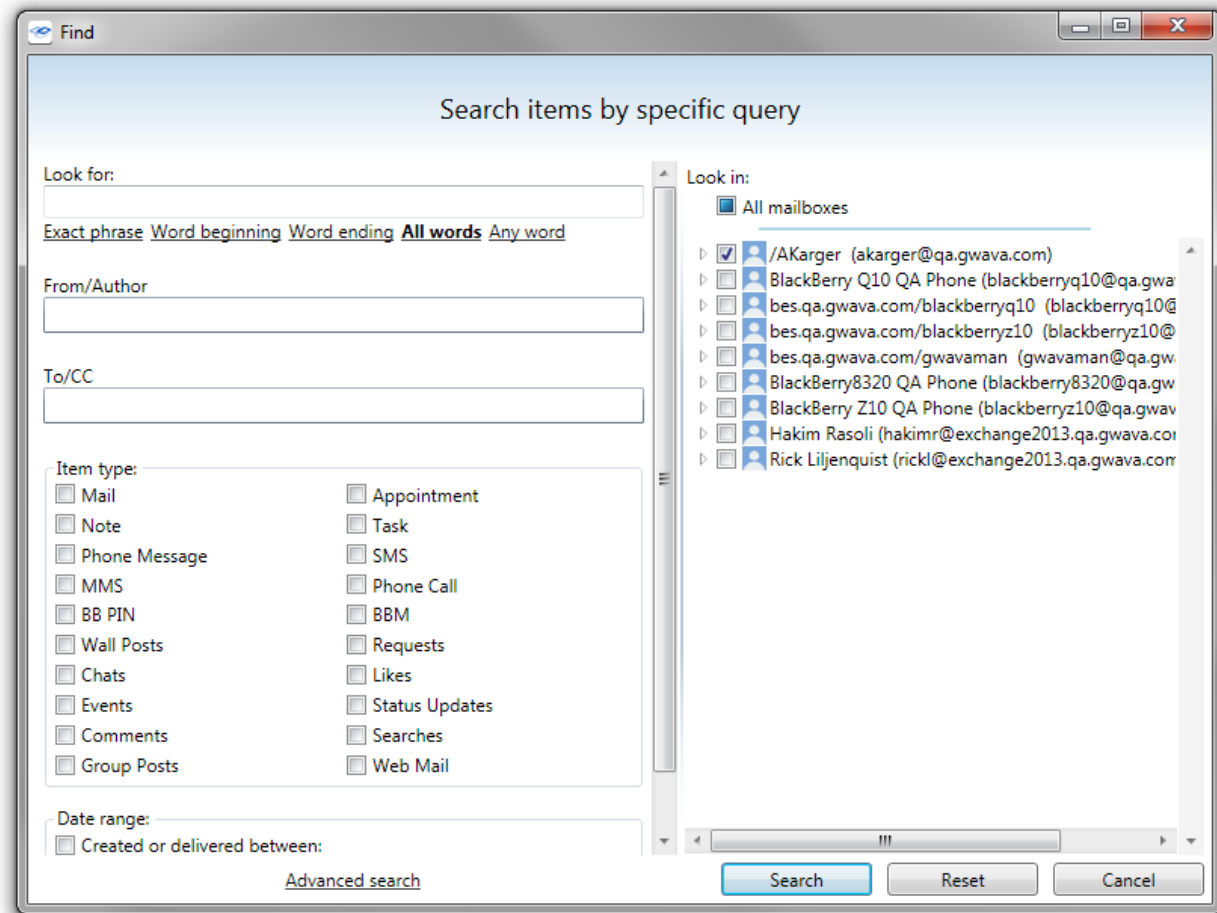 Find
Search items by specific query
Look for:
Exact phrase Word beginning Word ending All words Any word
From/Author
To/CC
Item type:
Mail Appointment
Note Task
Phone Message SMS
MMS Phone Call
BB PIN BBM
Wall Posts Requests
Chats Likes
Events Status Updates
Comments Searches
Group Posts Web Mail
Date range:
Created or delivered between:
Advanced search
Look in:
All mailboxes
/AKarger (akarger@qa.gwava.com)
BlackBerry Q10 QA Phone (blackberryq10@qa.gwa
bes.qa.gwava.com/blackberryq10 (blackberryq10@
bes.qa.gwava.com/blackberryz10 (blackberryz10@
bes.qa.gwava.com/gwavaman (gwavaman@qa.gw
BlackBerry8320 QA Phone (blackberry8320@qa.gw
BlackBerry Z10 QA Phone (blackberryz10@qa.gwav
Hakim Rasoli (hakimr@exchange2013.qa.gwava.co
Rick Liljenquist (rickl@exchange2013.qa.gwava.com
Search Reset Cancel